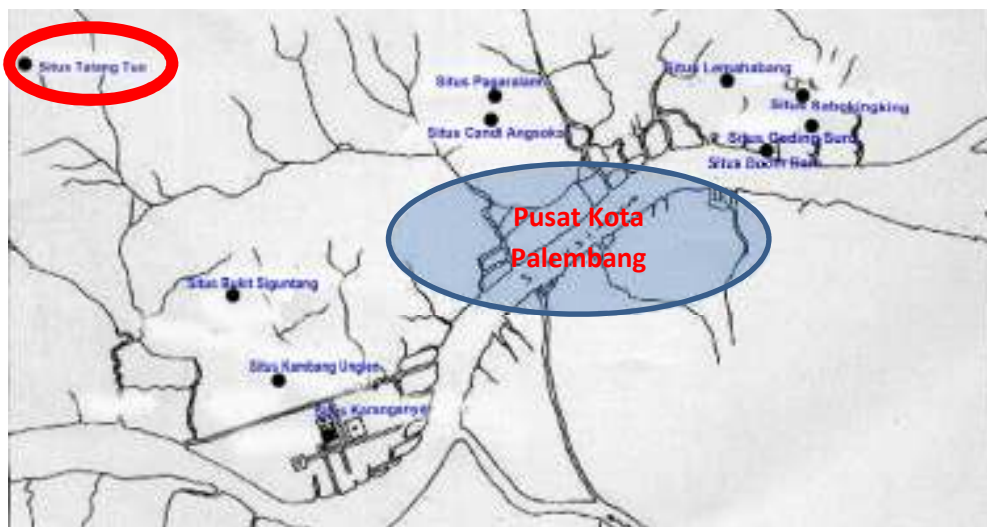 Situs Talang Tuo
Situs Pagaralam
Situs Candi Angsoka
Situs Lemahabang
Situs Sabokingking
Situs Geding Suro
Situs Boom Baru
Pusat Kota
Palembang
Situs Bukit Siguntang
Situs Kambang Unglen
Situs Karanganyar